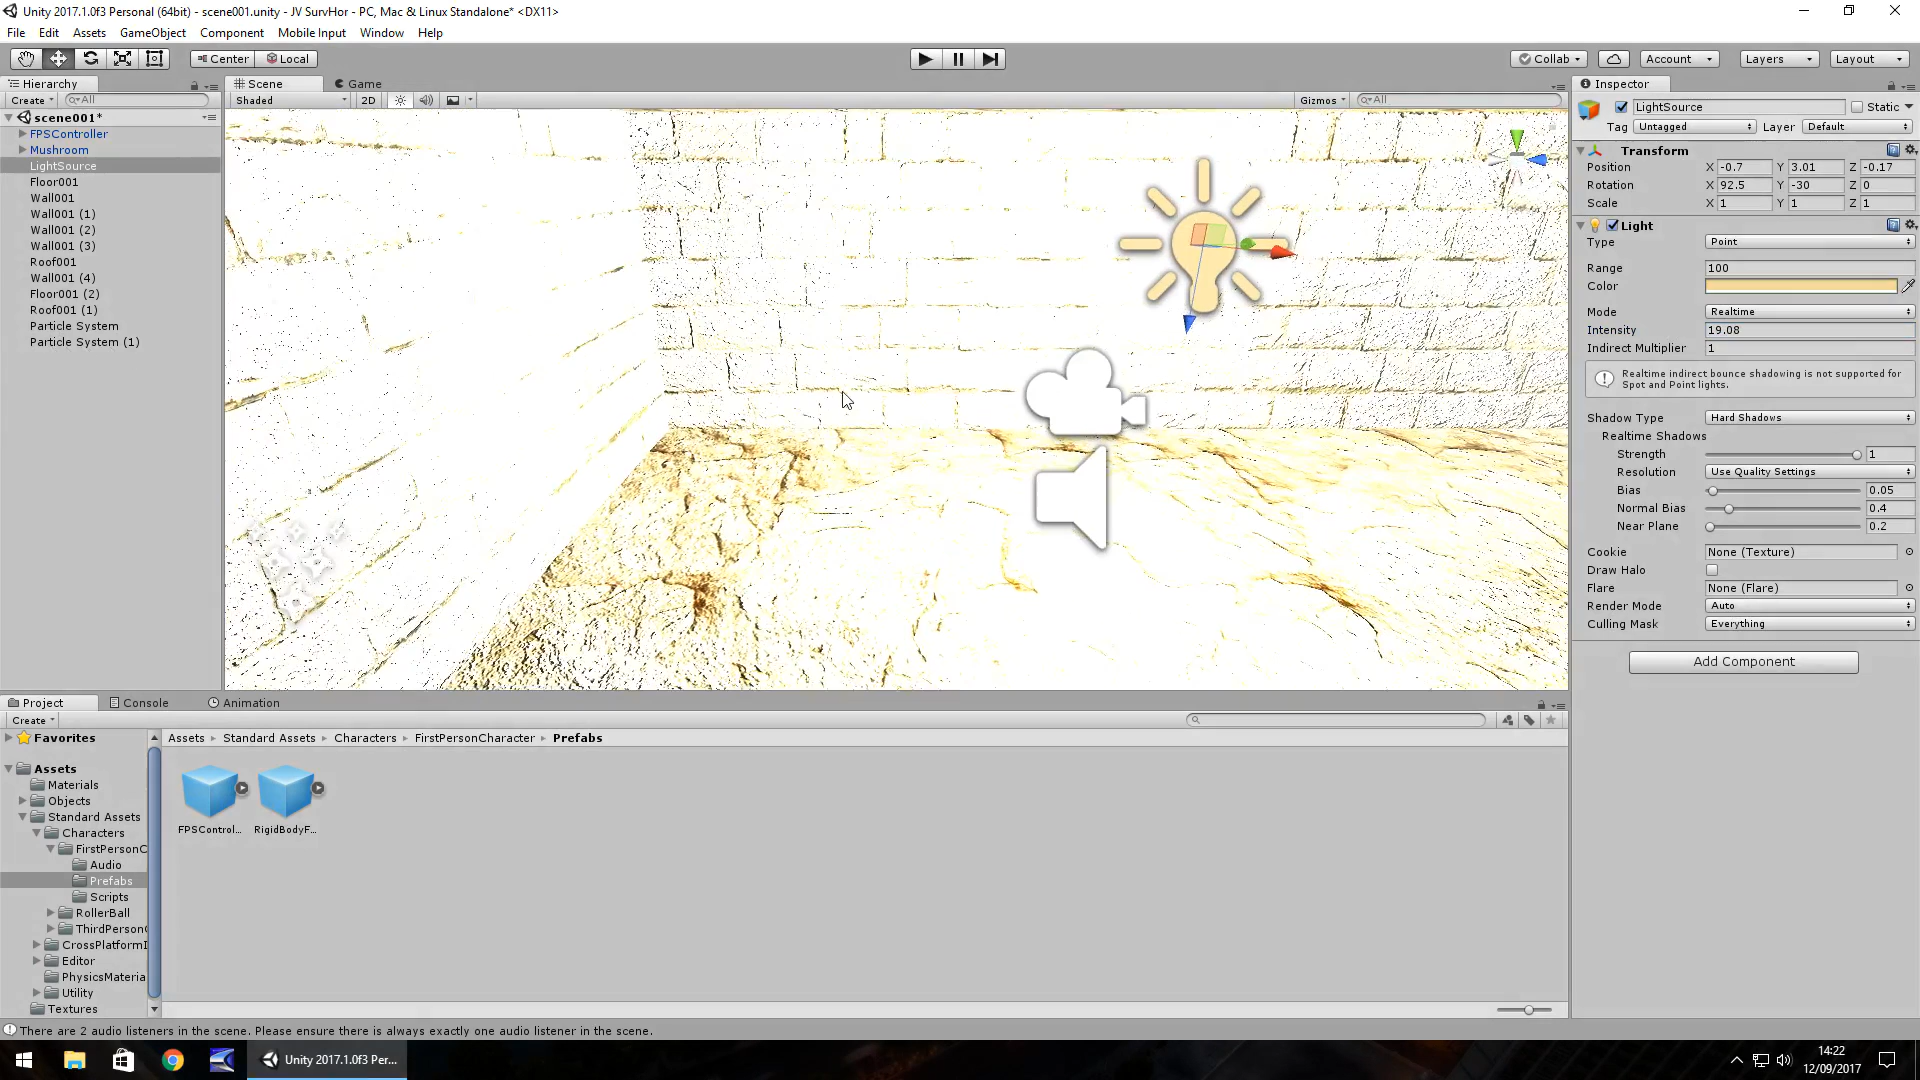 Unity 2017.1.0f3 Personal (64bit) - scene001.unity - JV SurvHor - PC, Mac & Linux Standalone* <DX11>
File Edit Assets GameObject Component Mobile Input Window Help
Center Local Collab Account Layers Layout
Hierarchy Scene Game Inspector
Create All Shaded 2D Gizmos All
LightSource Static
scene001*
Tag Untagged Layer Default
FPSController
Mushroom
Transform
LightSource
Position X -0.7 Y 3.01 Z -0.17
Floor001
Rotation X 92.5 Y -30 Z 0
Wall001
Scale X 1 Y 1 Z 1
Wall001 (1)
Light
Wall001 (2)
Type Point
Wall001 (3)
Roof001
Range 100
Wall001 (4)
Color
Floor001 (2)
Roof001 (1)
Mode Realtime
Particle System
Intensity 19.08
Particle System (1)
Indirect Multiplier 1
Realtime indirect bounce shadowing is not supported for
Spot and Point lights.
Shadow Type Hard Shadows
Realtime Shadows
Strength 1
Resolution Use Quality Settings
Bias 0.05
Normal Bias 0.4
Near Plane 0.2
Cookie None (Texture)
Draw Halo
Flare None (Flare)
Render Mode Auto
Culling Mask Everything
Add Component
Project Console Animation
Create
Favorites
Assets Standard Assets Characters FirstPersonCharacter Prefabs
Assets
Materials
Objects
Standard Assets
Characters
FPSControl... RigidBodyF...
FirstPersonC
Audio
Prefabs
Scripts
RollerBall
ThirdPersonC
CrossPlatformI
Editor
PhysicsMateria
Utility
Textures
There are 2 audio listeners in the scene. Please ensure there is always exactly one audio listener in the scene.
Unity 2017.1.0f3 Per...
14:22
12/09/2017